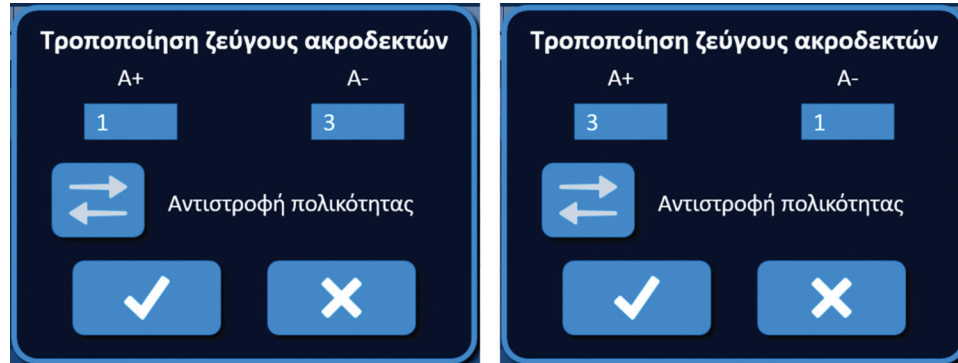 Τροποποίηση ζεύγους ακροδεκτών
A+ A-
1 3
Αντιστροφή πολικότητας
Τροποποίηση ζεύγους ακροδεκτών
A+ A-
3 1
Αντιστροφή πολικότητας